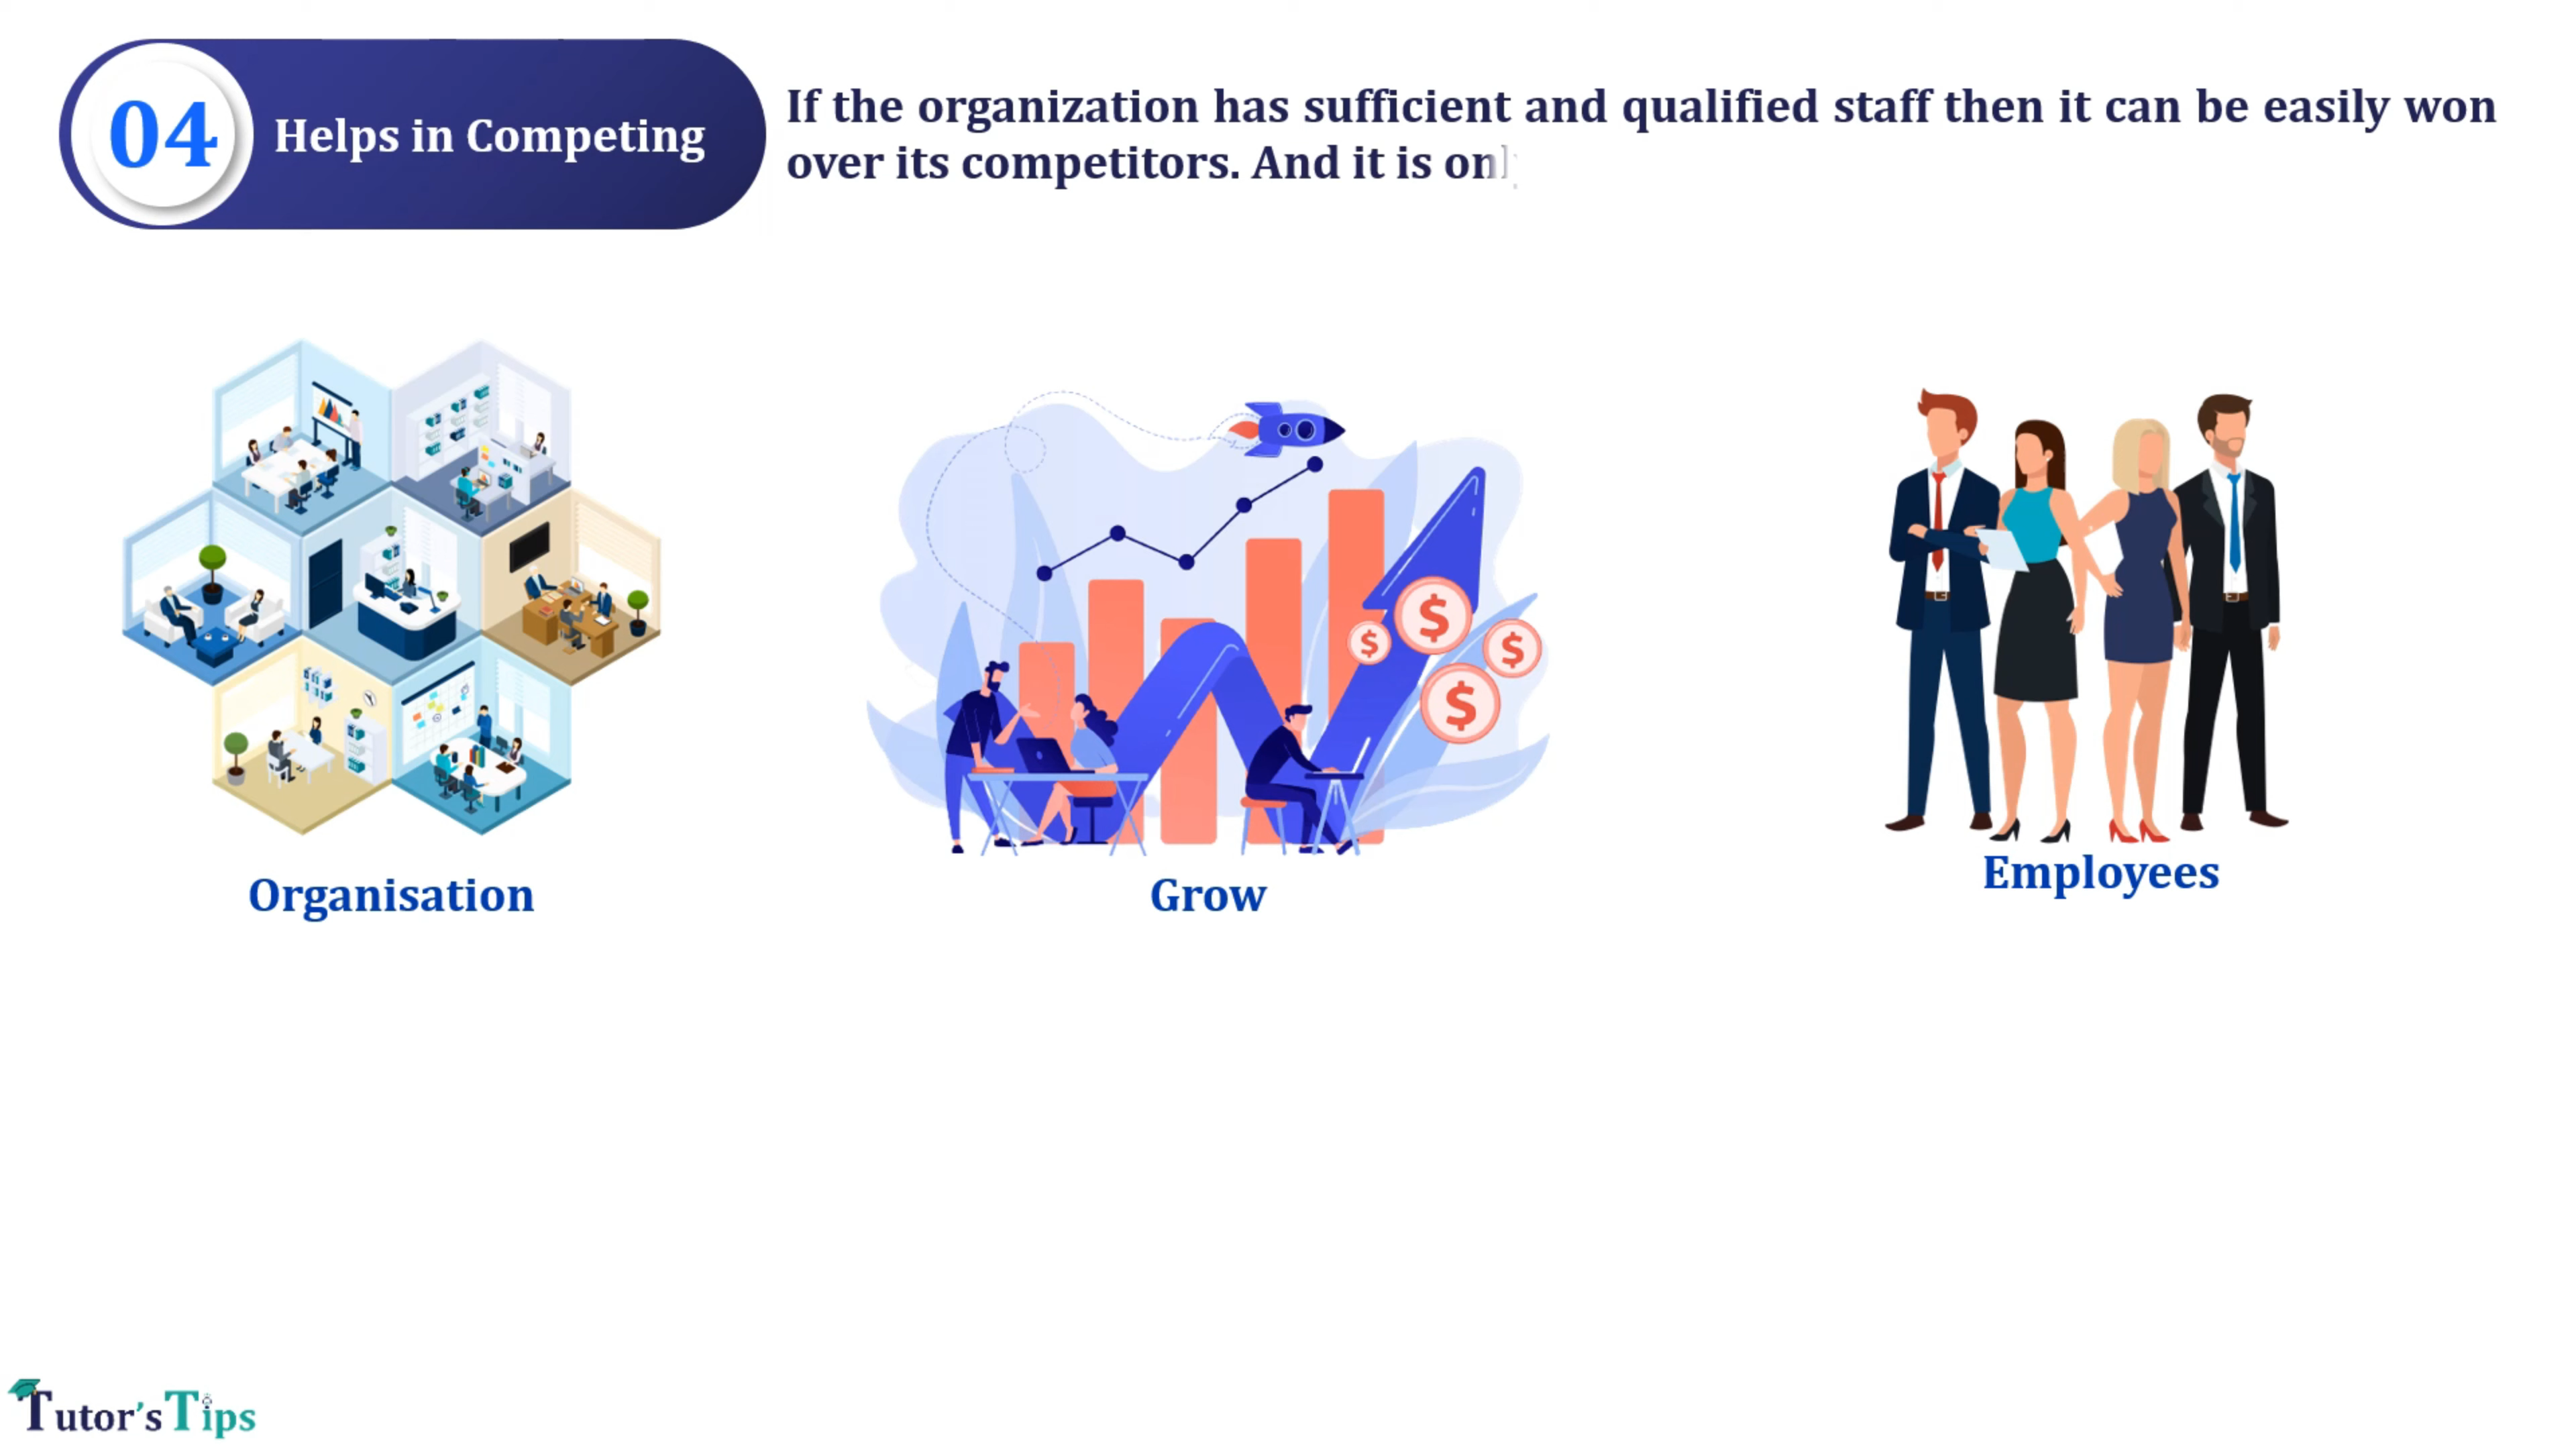 04
Helps in Competing
If the organization has sufficient and qualified staff then it can be easily won
over its competitors. And it is only
$
$
$
$
Organisation
Grow
Employees
Tutor's Tips